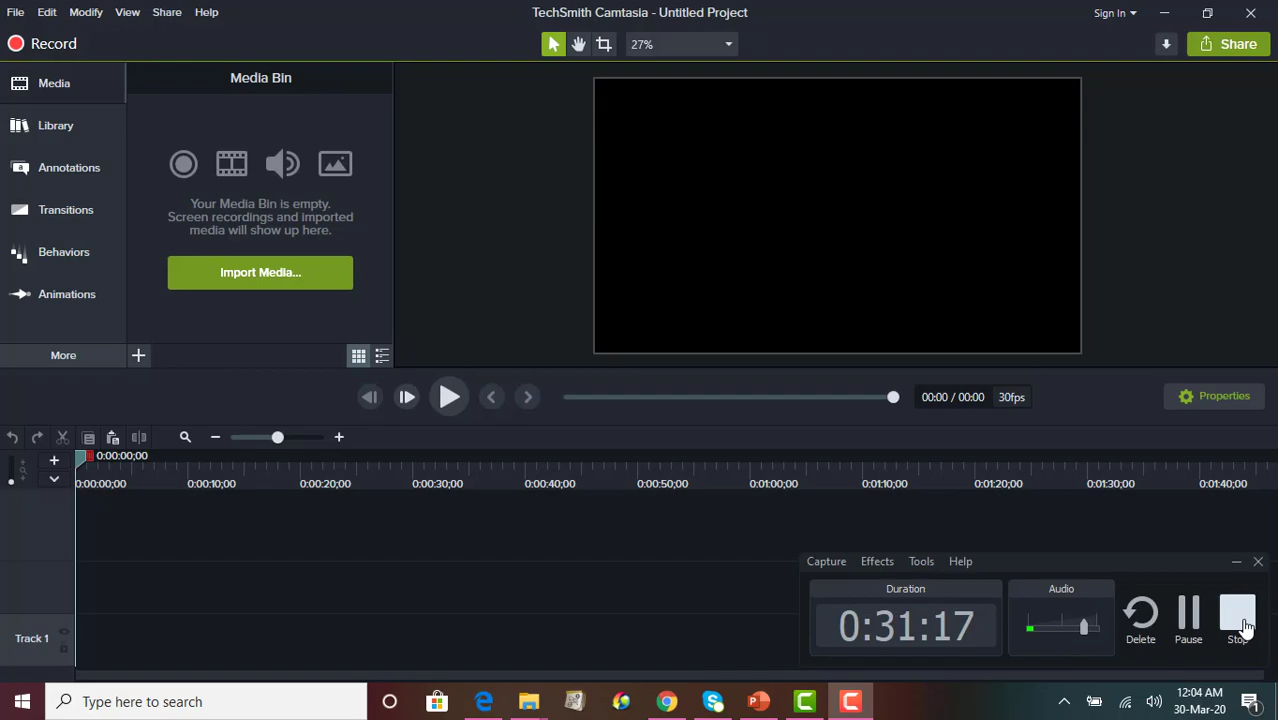 File Edit Modify View Share Help
TechSmith Camtasia - Untitled Project
Sign In
Record
27%
Share
Media
Library
Annotations
Transitions
Behaviors
Animations
More
Media Bin
Your Media Bin is empty.
Screen recordings and imported
media will show up here.
Import Media...
00:00 / 00:00 30fps
Properties
0:00:00;00
0:00:00;00 0:00:10;00 0:00:20;00 0:00:30;00 0:00:40;00 0:00:50;00 0:01:00;00 0:01:10;00 0:01:20;00 0:01:30;00 0:01:40;00
Track 1
Capture Effects Tools Help
Duration
0:31:17
Audio
Delete
Pause
Stop
Type here to search
12:04 AM
30-Mar-20
1